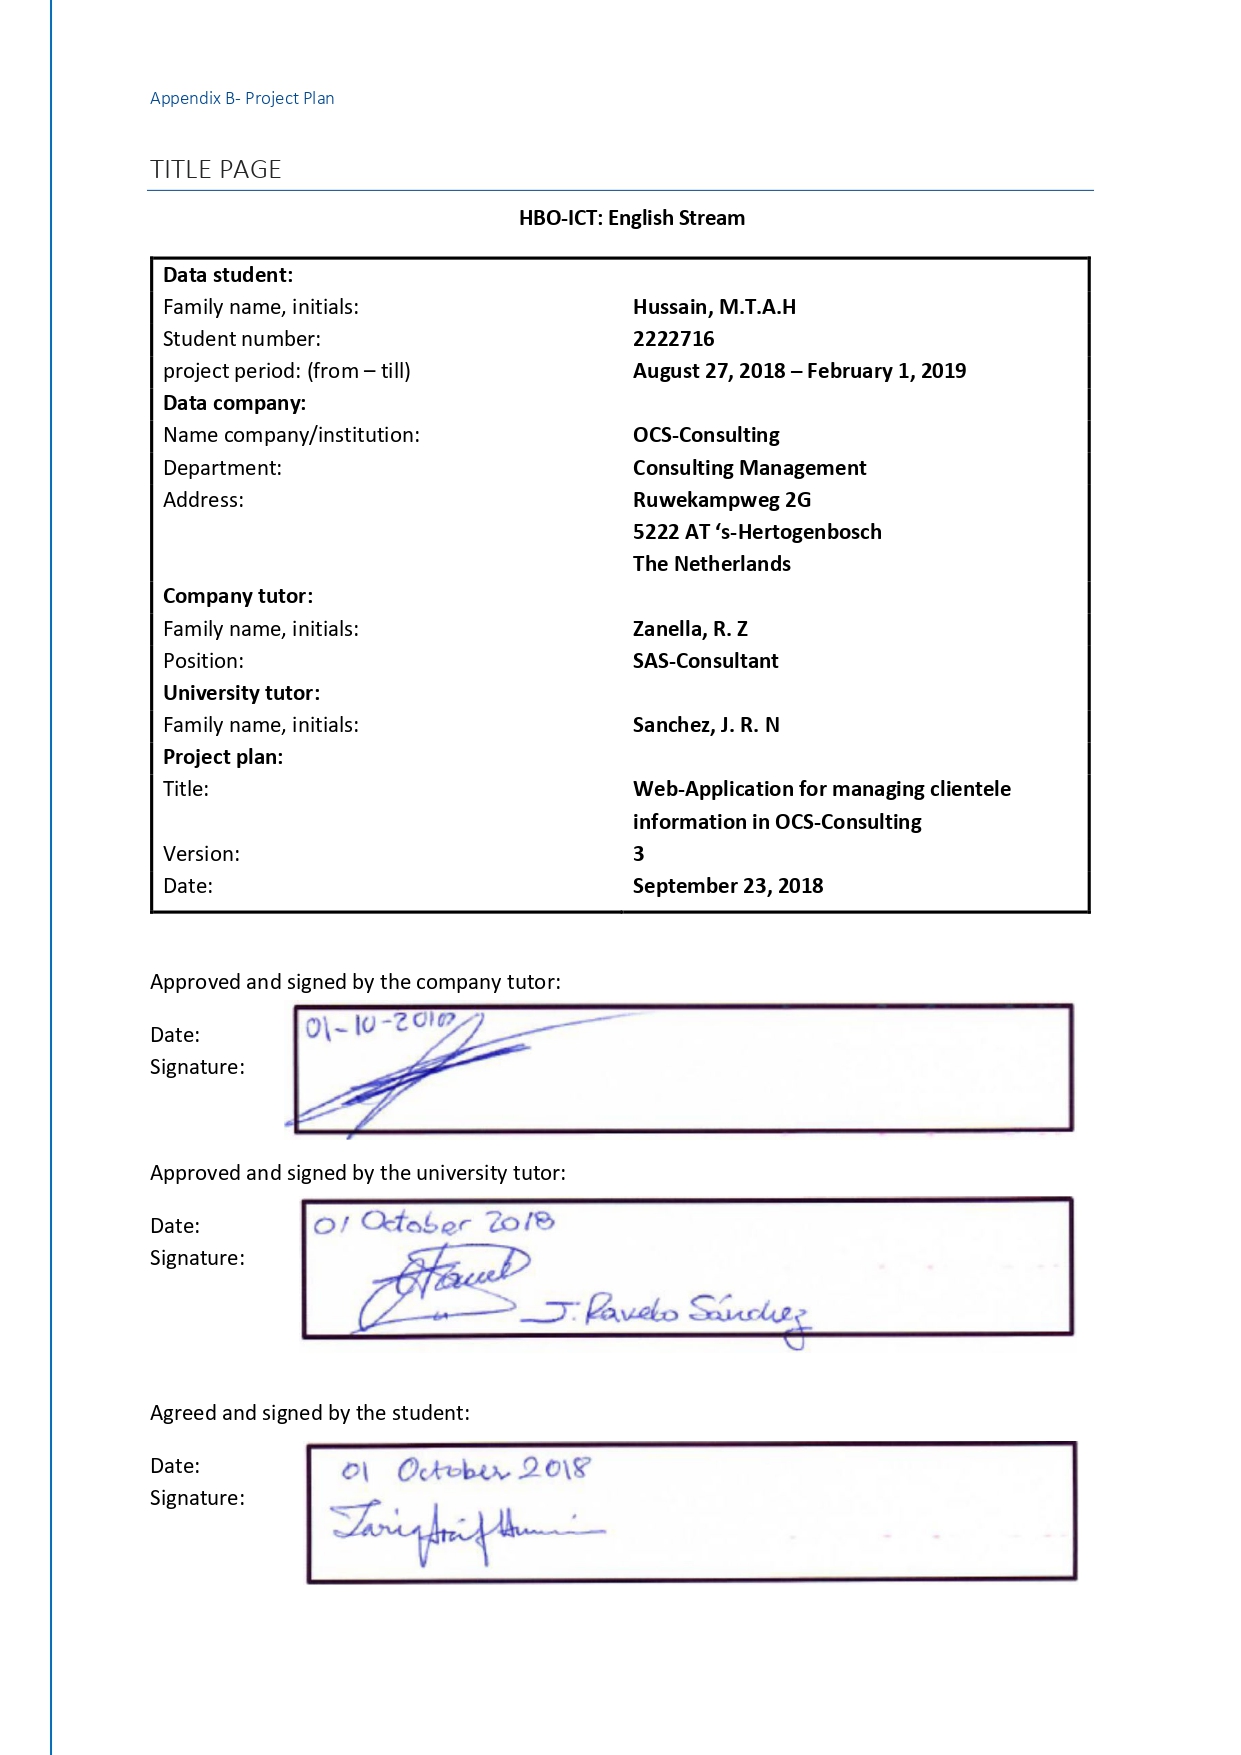 Appendix B- Project Plan
TITLE PAGE
HBO-ICT: English Stream
Data student:
Family name, initials: Hussain, M.T.A.H
Student number: 2222716
project period: (from – till) August 27, 2018 – February 1, 2019
Data company:
Name company/institution: OCS-Consulting
Department: Consulting Management
Address: Ruwekampweg 2G
5222 AT ‘s-Hertogenbosch
The Netherlands
Company tutor:
Family name, initials: Zanella, R. Z
Position: SAS-Consultant
University tutor:
Family name, initials: Sanchez, J. R. N
Project plan:
Title: Web-Application for managing clientele
information in OCS-Consulting
Version: 3
Date: September 23, 2018
Approved and signed by the company tutor:
Date: 01-10-2018
Signature:
Approved and signed by the university tutor:
Date: 01 October 2018
Signature:
J. Ravelo Sánchez
Agreed and signed by the student:
Date: 01 October 2018
Signature: